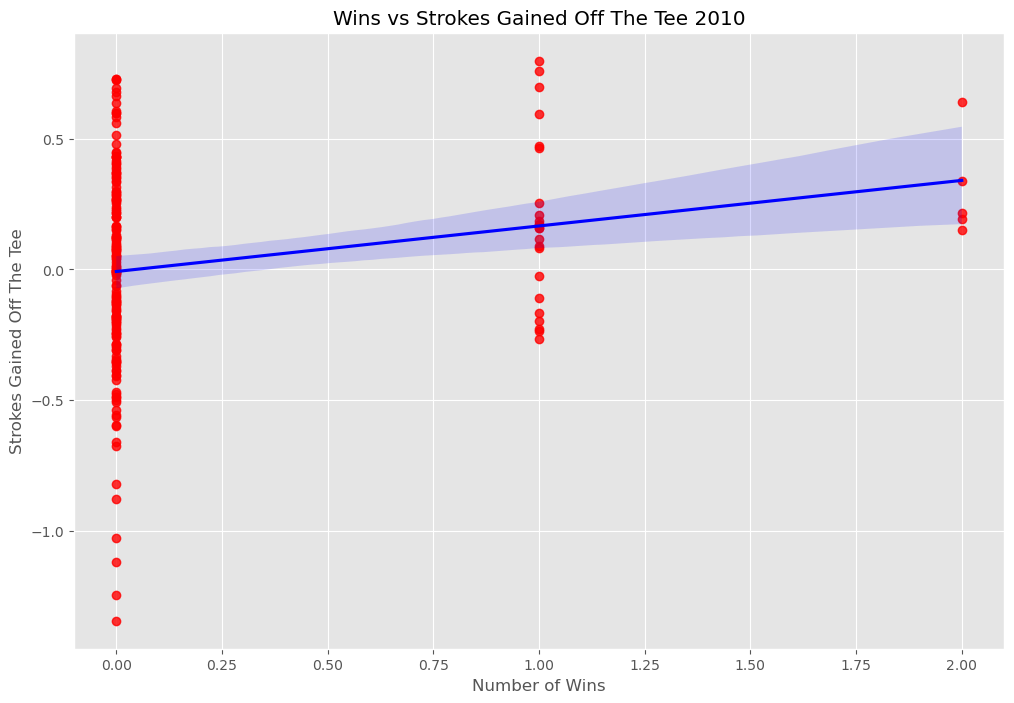 Wins vs Strokes Gained Off The Tee 2010
Strokes Gained Off The Tee
0.5
0.0
−0.5
−1.0
0.00 0.25 0.50 0.75 1.00 1.25 1.50 1.75 2.00
Number of Wins